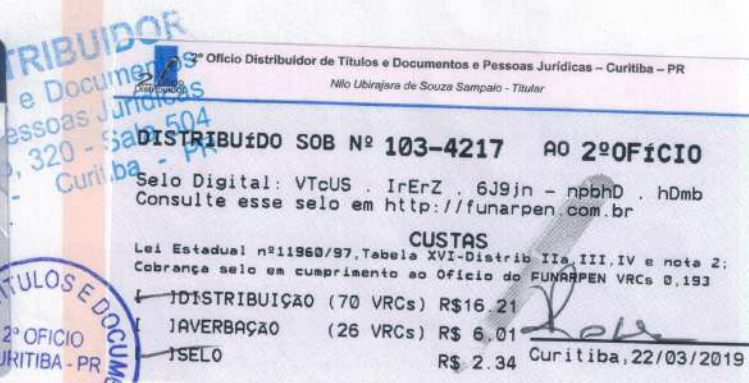 TRIBUIDOR
e Documentos
essoas Jurídicas
, 320 - Sala 504
Curitiba - PR
2º Ofício Distribuidor de Títulos e Documentos e Pessoas Jurídicas – Curitiba – PR
Nilo Ubirajara de Souza Sampaio - Titular
DISTRIBUíDO SOB Nº 103-4217 AO 2ºOFíCIO
Selo Digital: VTcUS . IrErZ . 6J9jn - npbhD . hDmb
Consulte esse selo em http://funarpen.com.br
CUSTAS
Lei Estadual nº11960/97,Tabela XVI-Distrib IIa,III,IV e nota 2;
Cobrança selo em cumprimento ao Ofício do FUNARPEN VRCs 0,193
[ ]DISTRIBUIÇÃO (70 VRCs) R$16.21
[ ]AVERBAÇÃO (26 VRCs) R$ 6.01
[ ]SELO R$ 2.34 Curitiba,22/03/2019
TÍTULOS E DOCUM
2º OFICIO
URITIBA - PR